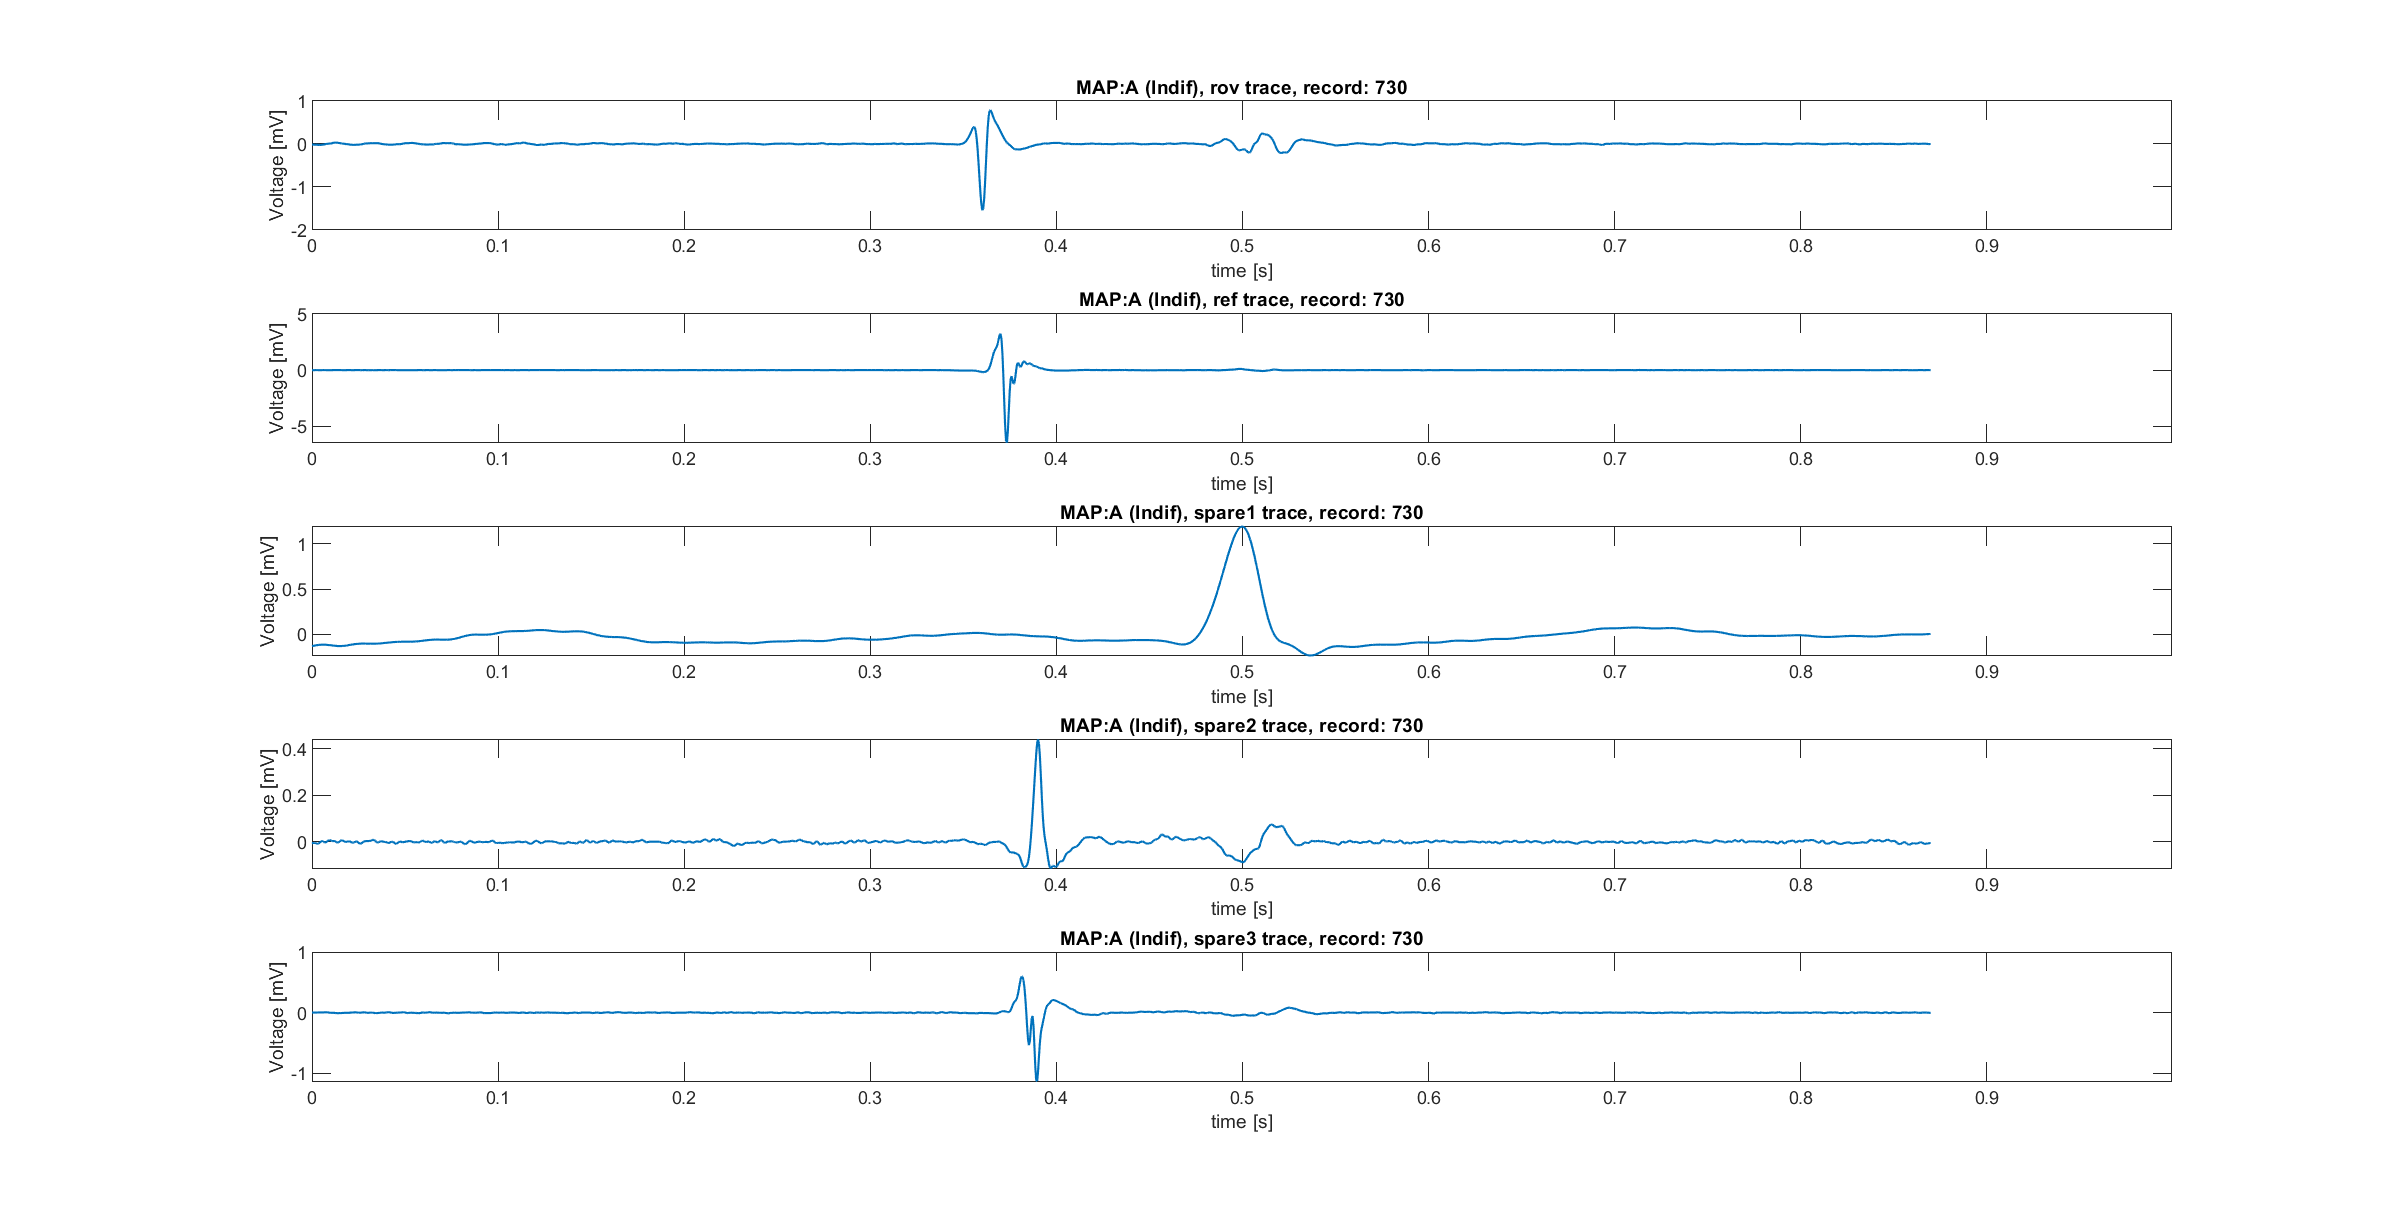 MAP:A (Indif), rov trace, record: 730
Voltage [mV]
1
0
-1
-2
0 0.1 0.2 0.3 0.4 0.5 0.6 0.7 0.8 0.9
time [s]
MAP:A (Indif), ref trace, record: 730
Voltage [mV]
5
0
-5
0 0.1 0.2 0.3 0.4 0.5 0.6 0.7 0.8 0.9
time [s]
MAP:A (Indif), spare1 trace, record: 730
Voltage [mV]
1
0.5
0
0 0.1 0.2 0.3 0.4 0.5 0.6 0.7 0.8 0.9
time [s]
MAP:A (Indif), spare2 trace, record: 730
Voltage [mV]
0.4
0.2
0
0 0.1 0.2 0.3 0.4 0.5 0.6 0.7 0.8 0.9
time [s]
MAP:A (Indif), spare3 trace, record: 730
Voltage [mV]
1
0
-1
0 0.1 0.2 0.3 0.4 0.5 0.6 0.7 0.8 0.9
time [s]